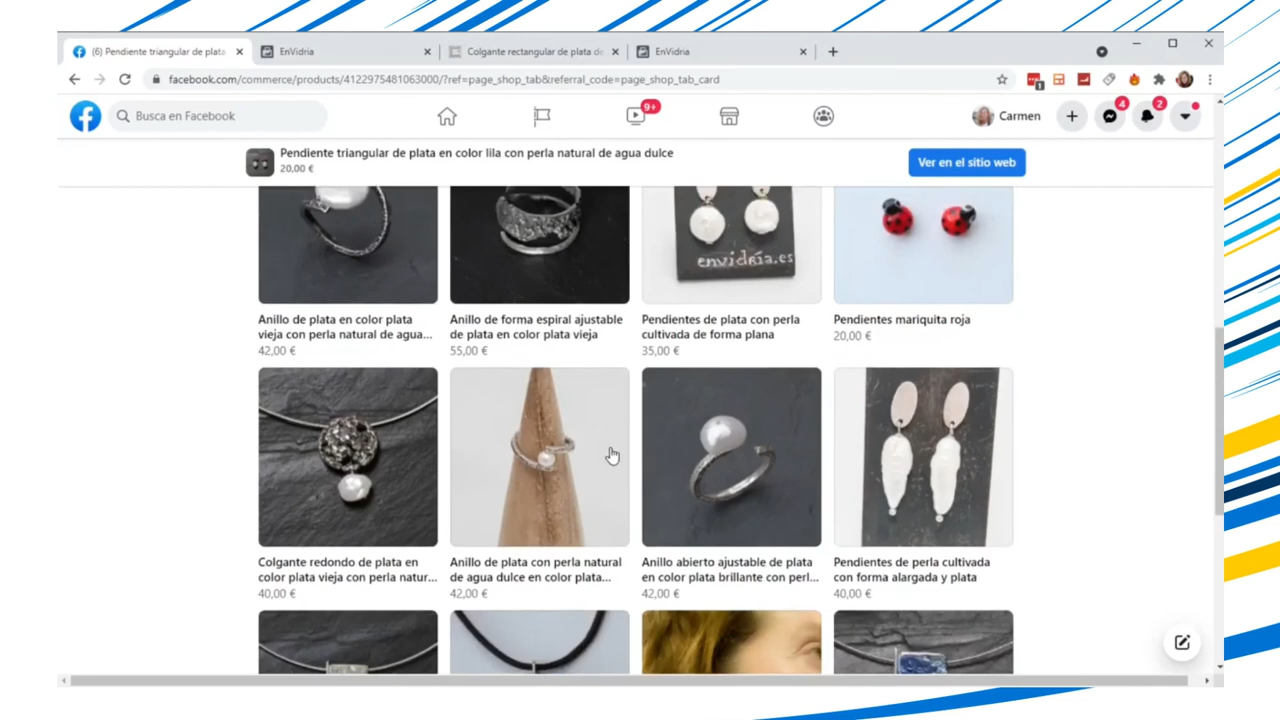 (6) Pendiente triangular de plata
EnVidria
Colgante rectangular de plata de
EnVidria
facebook.com/commerce/products/4122975481063000/?ref=page_shop_tab&referral_code=page_shop_tab_card
1
Busca en Facebook
9+
Carmen
4
2
Pendiente triangular de plata en color lila con perla natural de agua dulce
20,00 €
Ver en el sitio web
envidria.es
Anillo de plata en color plata
vieja con perla natural de agua...
42,00 €
Anillo de forma espiral ajustable
de plata en color plata vieja
55,00 €
Pendientes de plata con perla
cultivada de forma plana
35,00 €
Pendientes mariquita roja
20,00 €
Colgante redondo de plata en
color plata vieja con perla natur...
40,00 €
Anillo de plata con perla natural
de agua dulce en color plata...
42,00 €
Anillo abierto ajustable de plata
en color plata brillante con perl...
42,00 €
Pendientes de perla cultivada
con forma alargada y plata
40,00 €